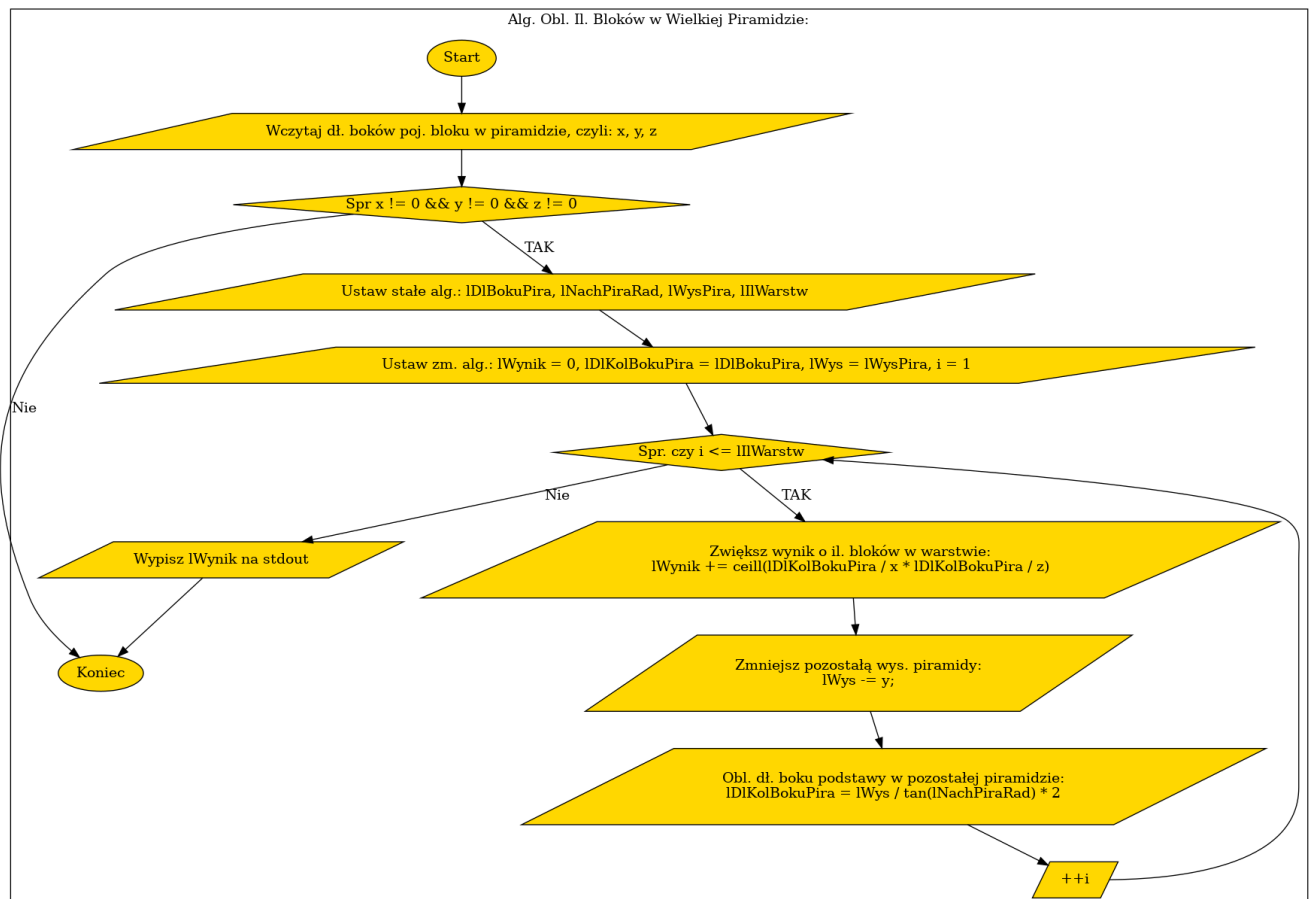 Alg. Obl. Il. Bloków w Wielkiej Piramidzie:
Start
Wczytaj dł. boków poj. bloku w piramidzie, czyli: x, y, z
Spr x != 0 && y != 0 && z != 0
TAK
Ustaw stałe alg.: lDlBokuPira, lNachPiraRad, lWysPira, lIlWarstw
Ustaw zm. alg.: lWynik = 0, lDlKolBokuPira = lDlBokuPira, lWys = lWysPira, i = 1
Nie
Spr. czy i <= lIlWarstw
Nie
TAK
Wypisz lWynik na stdout
Zwiększ wynik o il. bloków w warstwie:
lWynik += ceill(lDlKolBokuPira / x * lDlKolBokuPira / z)
Koniec
Zmniejsz pozostałą wys. piramidy:
lWys -= y;
Obl. dł. boku podstawy w pozostałej piramidzie:
lDlKolBokuPira = lWys / tan(lNachPiraRad) * 2
++i